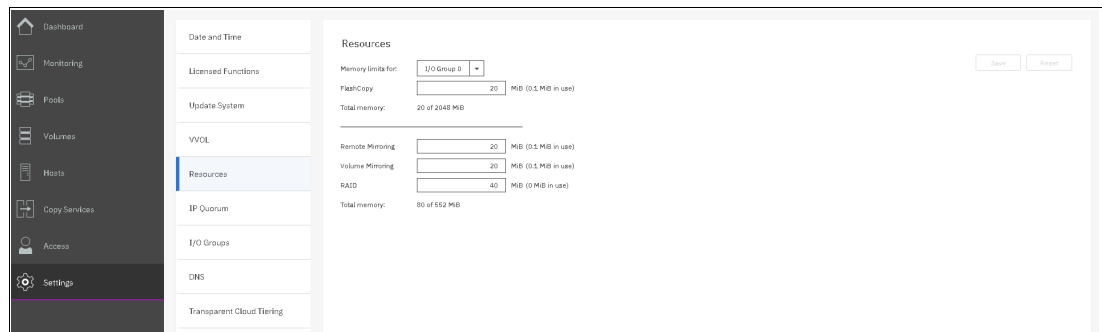 Dashboard
Monitoring
Pools
Volumes
Hosts
Copy Services
Access
Settings
Date and Time
Licensed Functions
Update System
VVOL
Resources
IP Quorum
I/O Groups
DNS
Transparent Cloud Tiering
Resources
Save Reset
Memory limits for: I/O Group 0
FlashCopy 20 MiB (0.1 MiB in use)
Total memory: 20 of 2048 MiB
Remote Mirroring 20 MiB (0.1 MiB in use)
Volume Mirroring 20 MiB (0.1 MiB in use)
RAID 40 MiB (0 MiB in use)
Total memory: 80 of 552 MiB